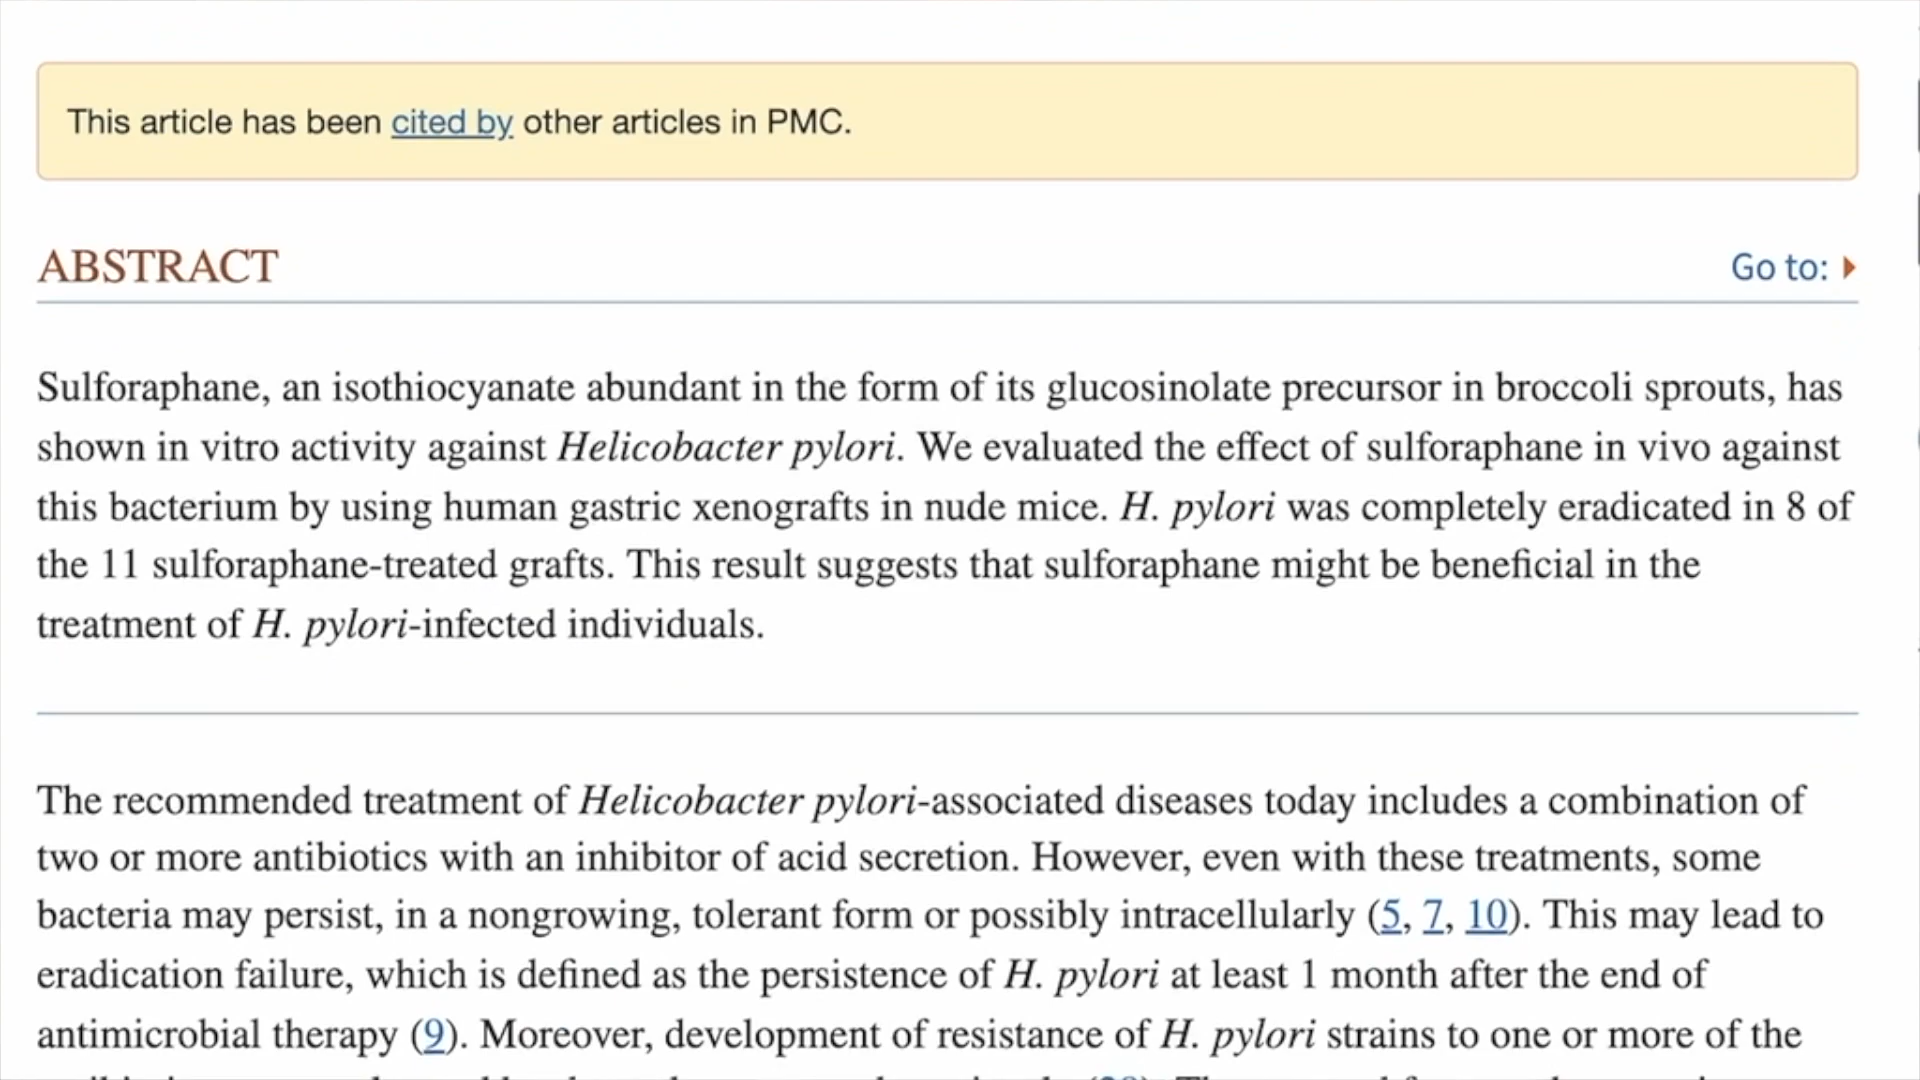 This article has been cited by other articles in PMC.
ABSTRACT
Go to:
Sulforaphane, an isothiocyanate abundant in the form of its glucosinolate precursor in broccoli sprouts, has
shown in vitro activity against Helicobacter pylori. We evaluated the effect of sulforaphane in vivo against
this bacterium by using human gastric xenografts in nude mice. H. pylori was completely eradicated in 8 of
the 11 sulforaphane-treated grafts. This result suggests that sulforaphane might be beneficial in the
treatment of H. pylori-infected individuals.
The recommended treatment of Helicobacter pylori-associated diseases today includes a combination of
two or more antibiotics with an inhibitor of acid secretion. However, even with these treatments, some
bacteria may persist, in a nongrowing, tolerant form or possibly intracellularly (5, 7, 10). This may lead to
eradication failure, which is defined as the persistence of H. pylori at least 1 month after the end of
antimicrobial therapy (9). Moreover, development of resistance of H. pylori strains to one or more of the